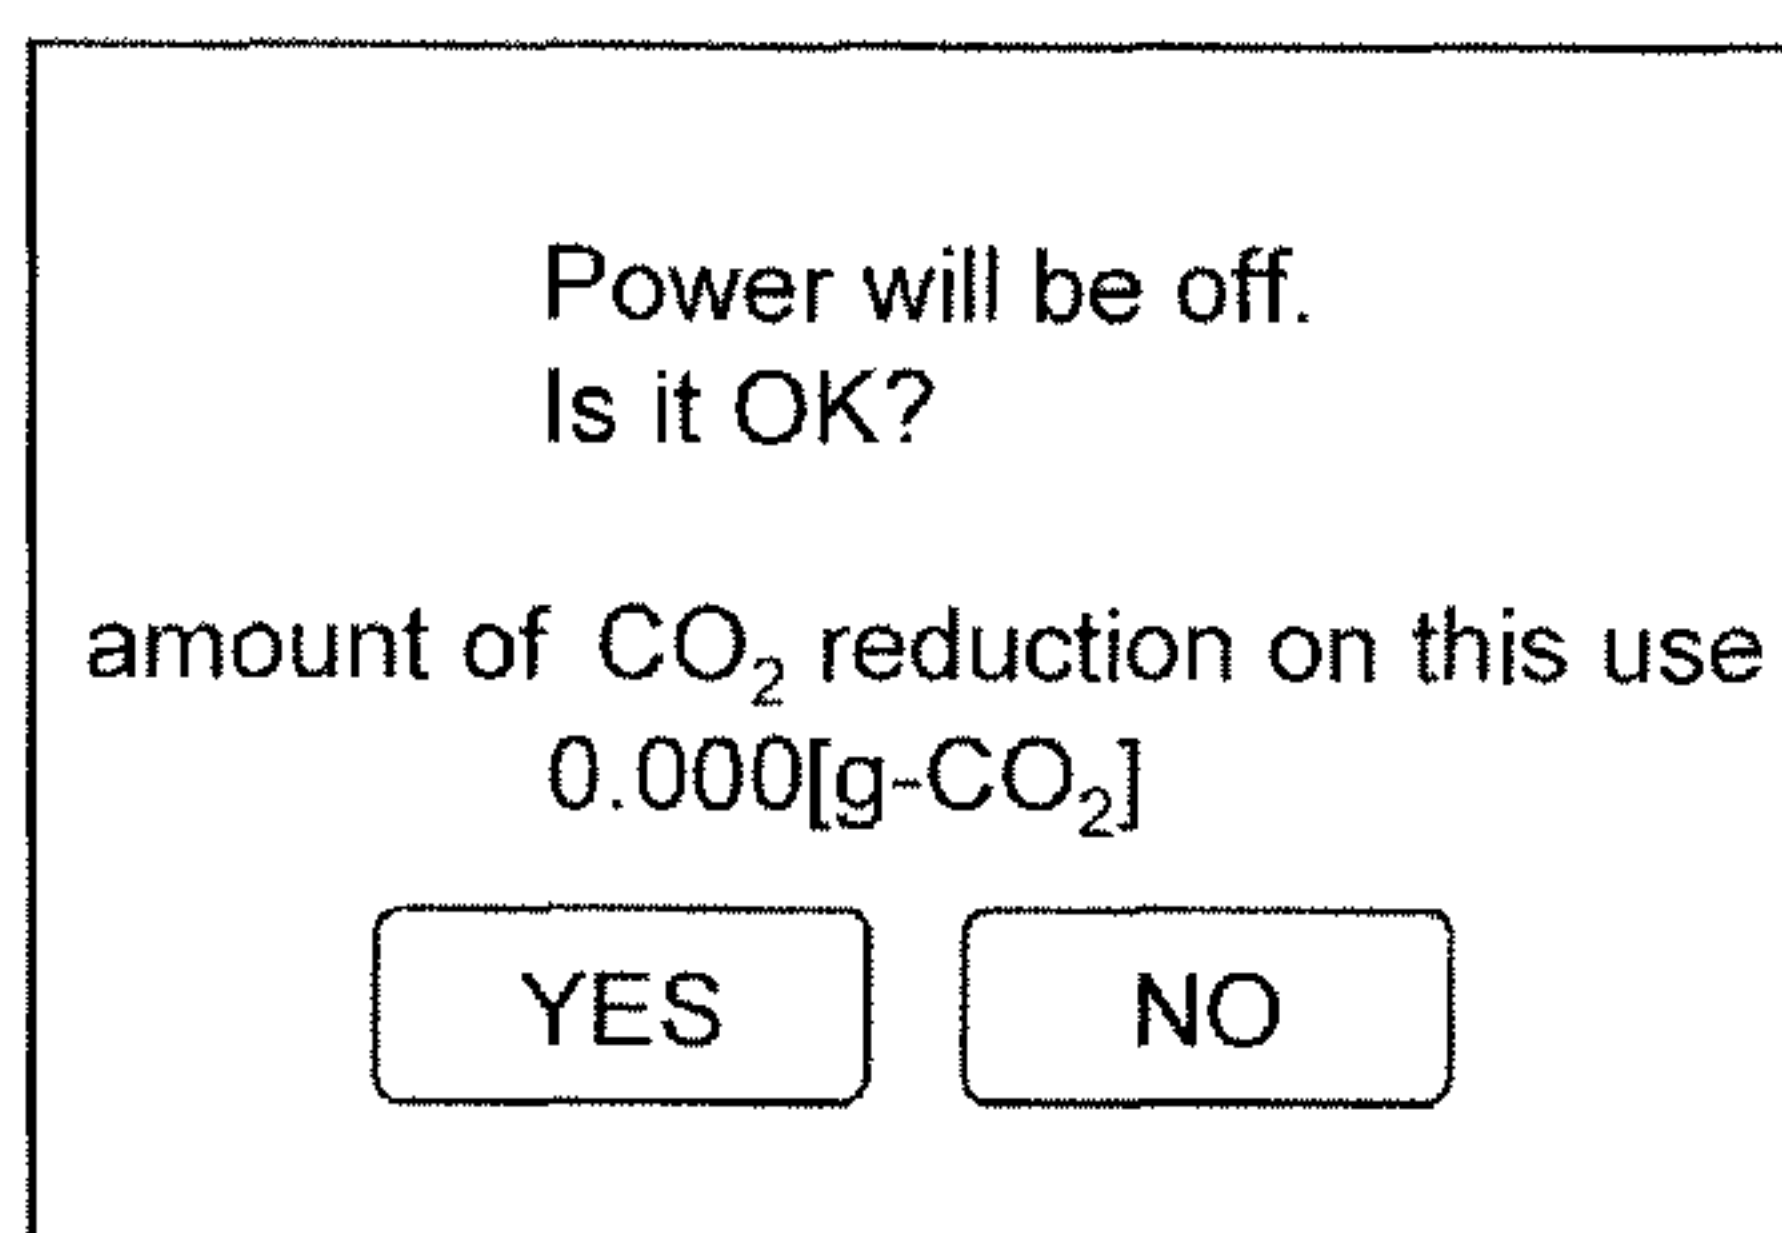 Power will be off.
Is it OK?
amount of CO₂ reduction on this use
0.000[g-CO₂]
YES NO